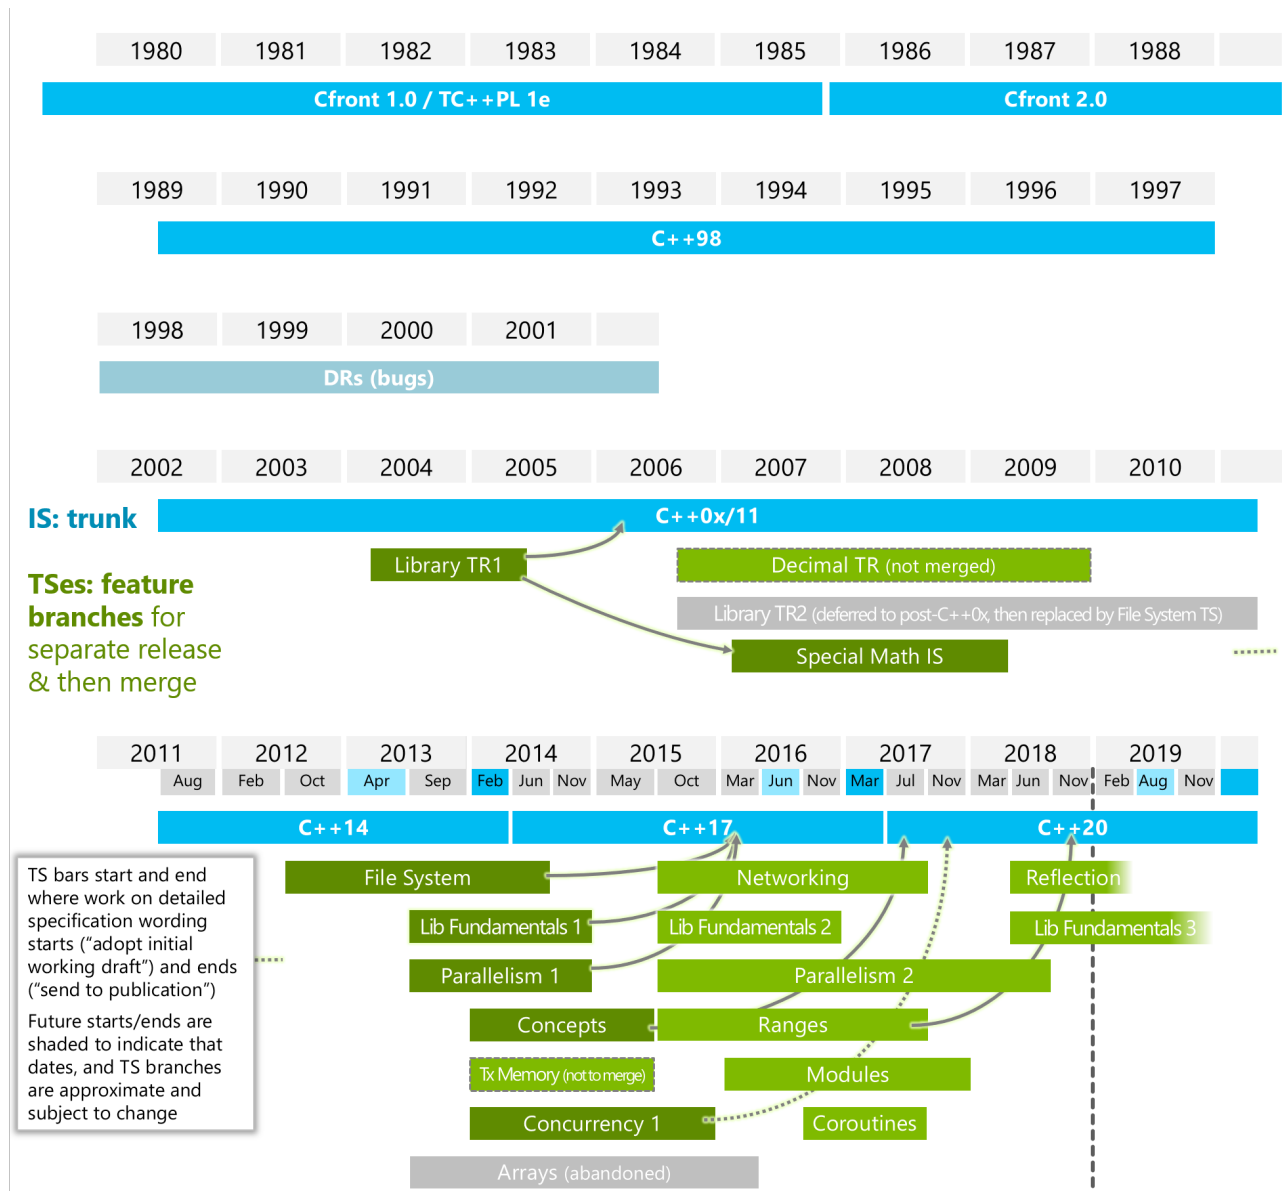 1980 1981 1982 1983 1984 1985 1986 1987 1988
Cfront 1.0 / TC++PL 1e Cfront 2.0
1989 1990 1991 1992 1993 1994 1995 1996 1997
C++98
1998 1999 2000 2001
DRs (bugs)
2002 2003 2004 2005 2006 2007 2008 2009 2010
IS: trunk
C++0x/11
Library TR1
Decimal TR (not merged)
TSes: feature
branches for
separate release
& then merge
Library TR2 (deferred to post-C++0x, then replaced by File System TS)
Special Math IS
2011 2012 2013 2014 2015 2016 2017 2018 2019
Aug Feb Oct Apr Sep Feb Jun Nov May Oct Mar Jun Nov Mar Jul Nov Mar Jun Nov Feb Aug Nov
C++14 C++17 C++20
TS bars start and end
where work on detailed
specification wording
starts (“adopt initial
working draft”) and ends
(“send to publication”)
Future starts/ends are
shaded to indicate that
dates, and TS branches
are approximate and
subject to change
File System Networking Reflection
Lib Fundamentals 1 Lib Fundamentals 2 Lib Fundamentals 3
Parallelism 1 Parallelism 2
Concepts Ranges
Tx Memory (not to merge) Modules
Concurrency 1 Coroutines
Arrays (abandoned)